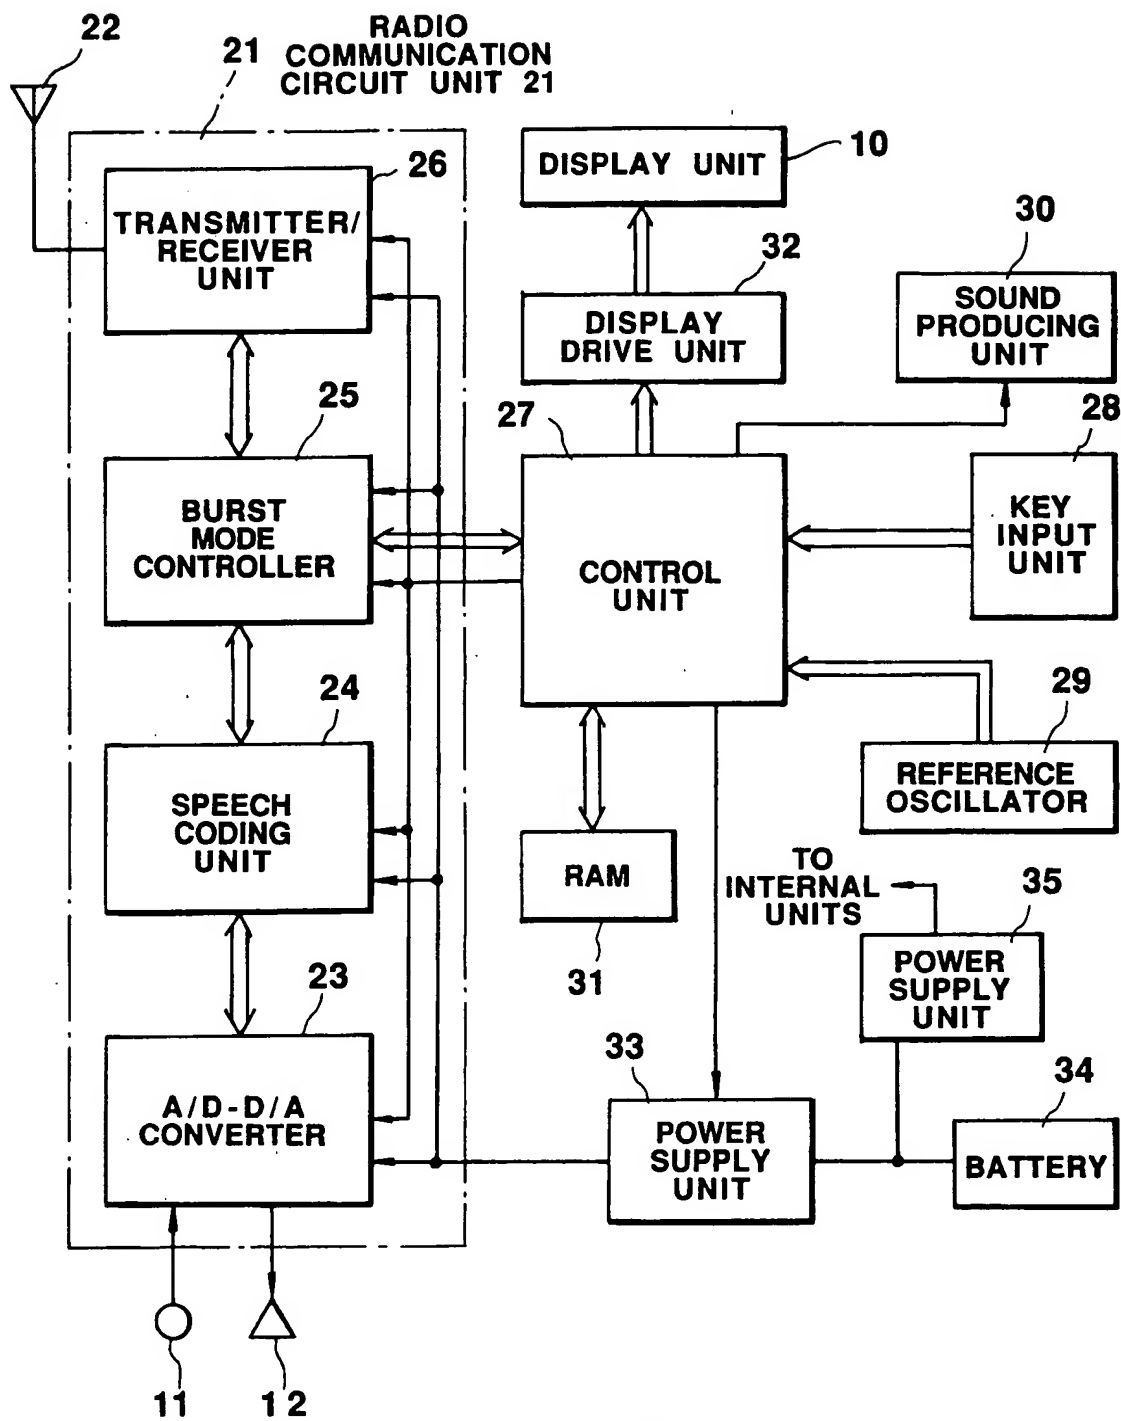 22
21
RADIO
COMMUNICATION
CIRCUIT UNIT 21
26
TRANSMITTER/
RECEIVER
UNIT
DISPLAY UNIT
10
32
DISPLAY
DRIVE UNIT
30
SOUND
PRODUCING
UNIT
25
BURST
MODE
CONTROLLER
27
CONTROL
UNIT
28
KEY
INPUT
UNIT
24
SPEECH
CODING
UNIT
29
REFERENCE
OSCILLATOR
RAM
31
TO
INTERNAL
UNITS
35
POWER
SUPPLY
UNIT
23
A/D-D/A
CONVERTER
33
POWER
SUPPLY
UNIT
34
BATTERY
11
12